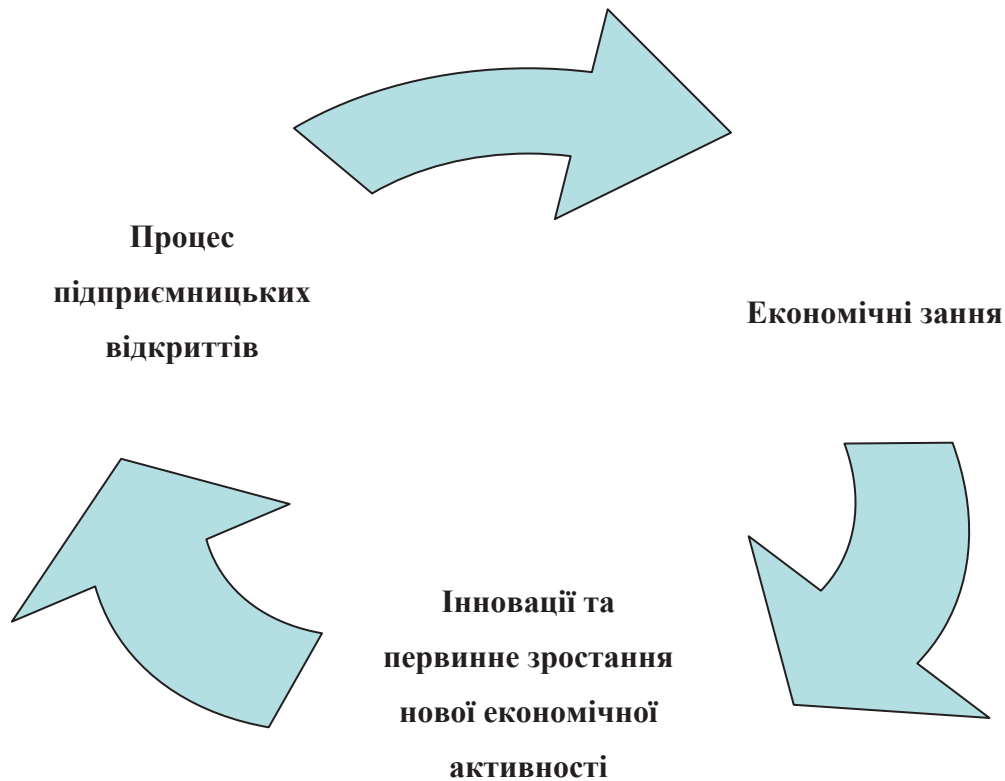 Процес
підприємницьких
відкриттів
Економічні зання
Інновації та
первинне зростання
нової економічної
активності